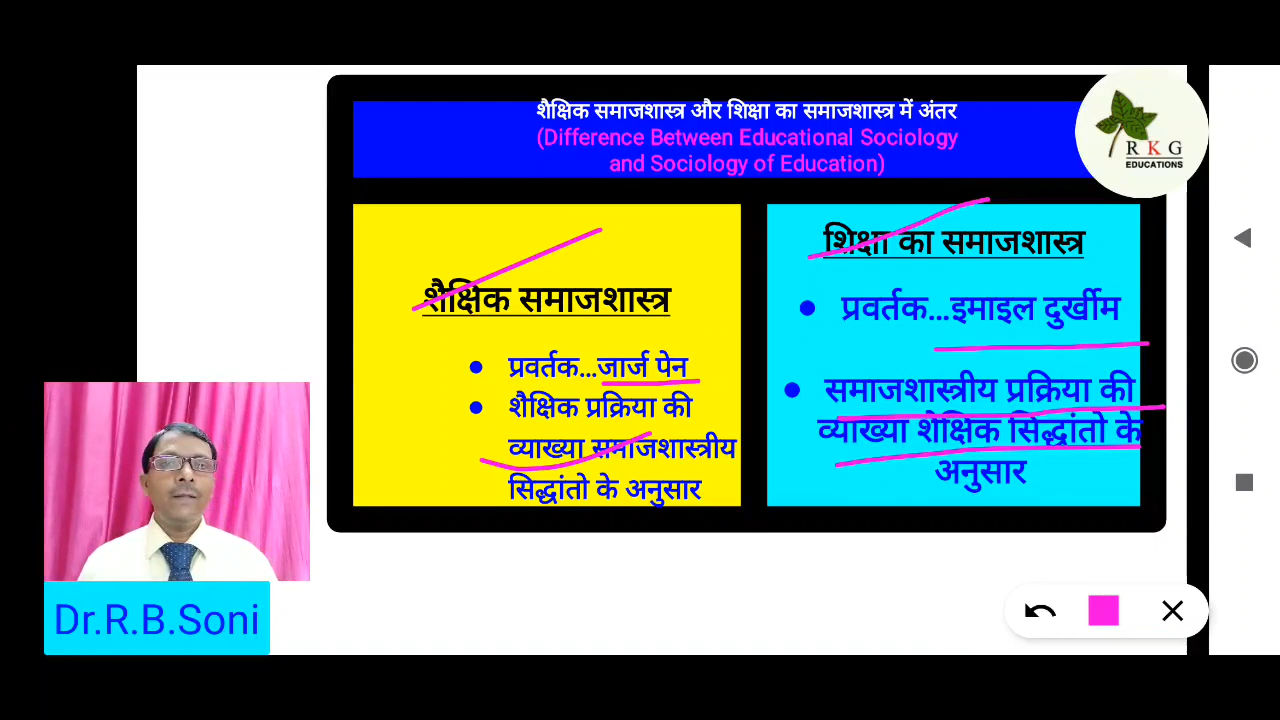 शैक्षिक समाजशास्त्र और शिक्षा का समाजशास्त्र में अंतर
(Difference Between Educational Sociology
and Sociology of Education)
R K G
EDUCATIONS
शैक्षिक समाजशास्त्र
● प्रवर्तक...जार्ज पेन
● शैक्षिक प्रक्रिया की
व्याख्या समाजशास्त्रीय
सिद्धांतो के अनुसार
शिक्षा का समाजशास्त्र
● प्रवर्तक...इमाइल दुर्खीम
● समाजशास्त्रीय प्रक्रिया की
व्याख्या शेक्षिक सिद्धांतो के
अनुसार
Dr.R.B.Soni